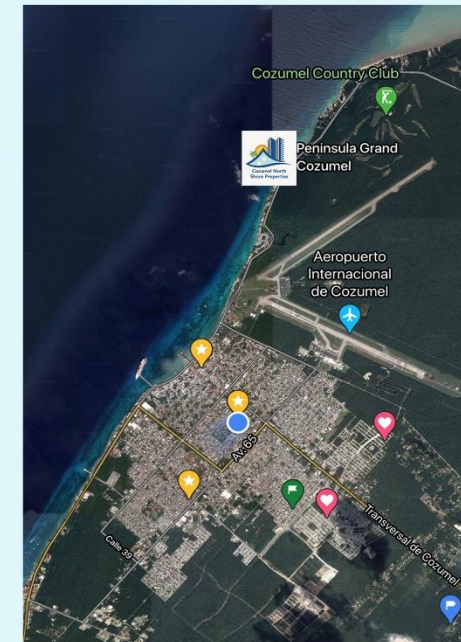 Cozumel Country Club
Cozumel North
Shore Properties
Peninsula Grand
Cozumel
Aeropuerto
Internacional
de Cozumel
Av. 65
Calle 39
Transversal de Cozumel